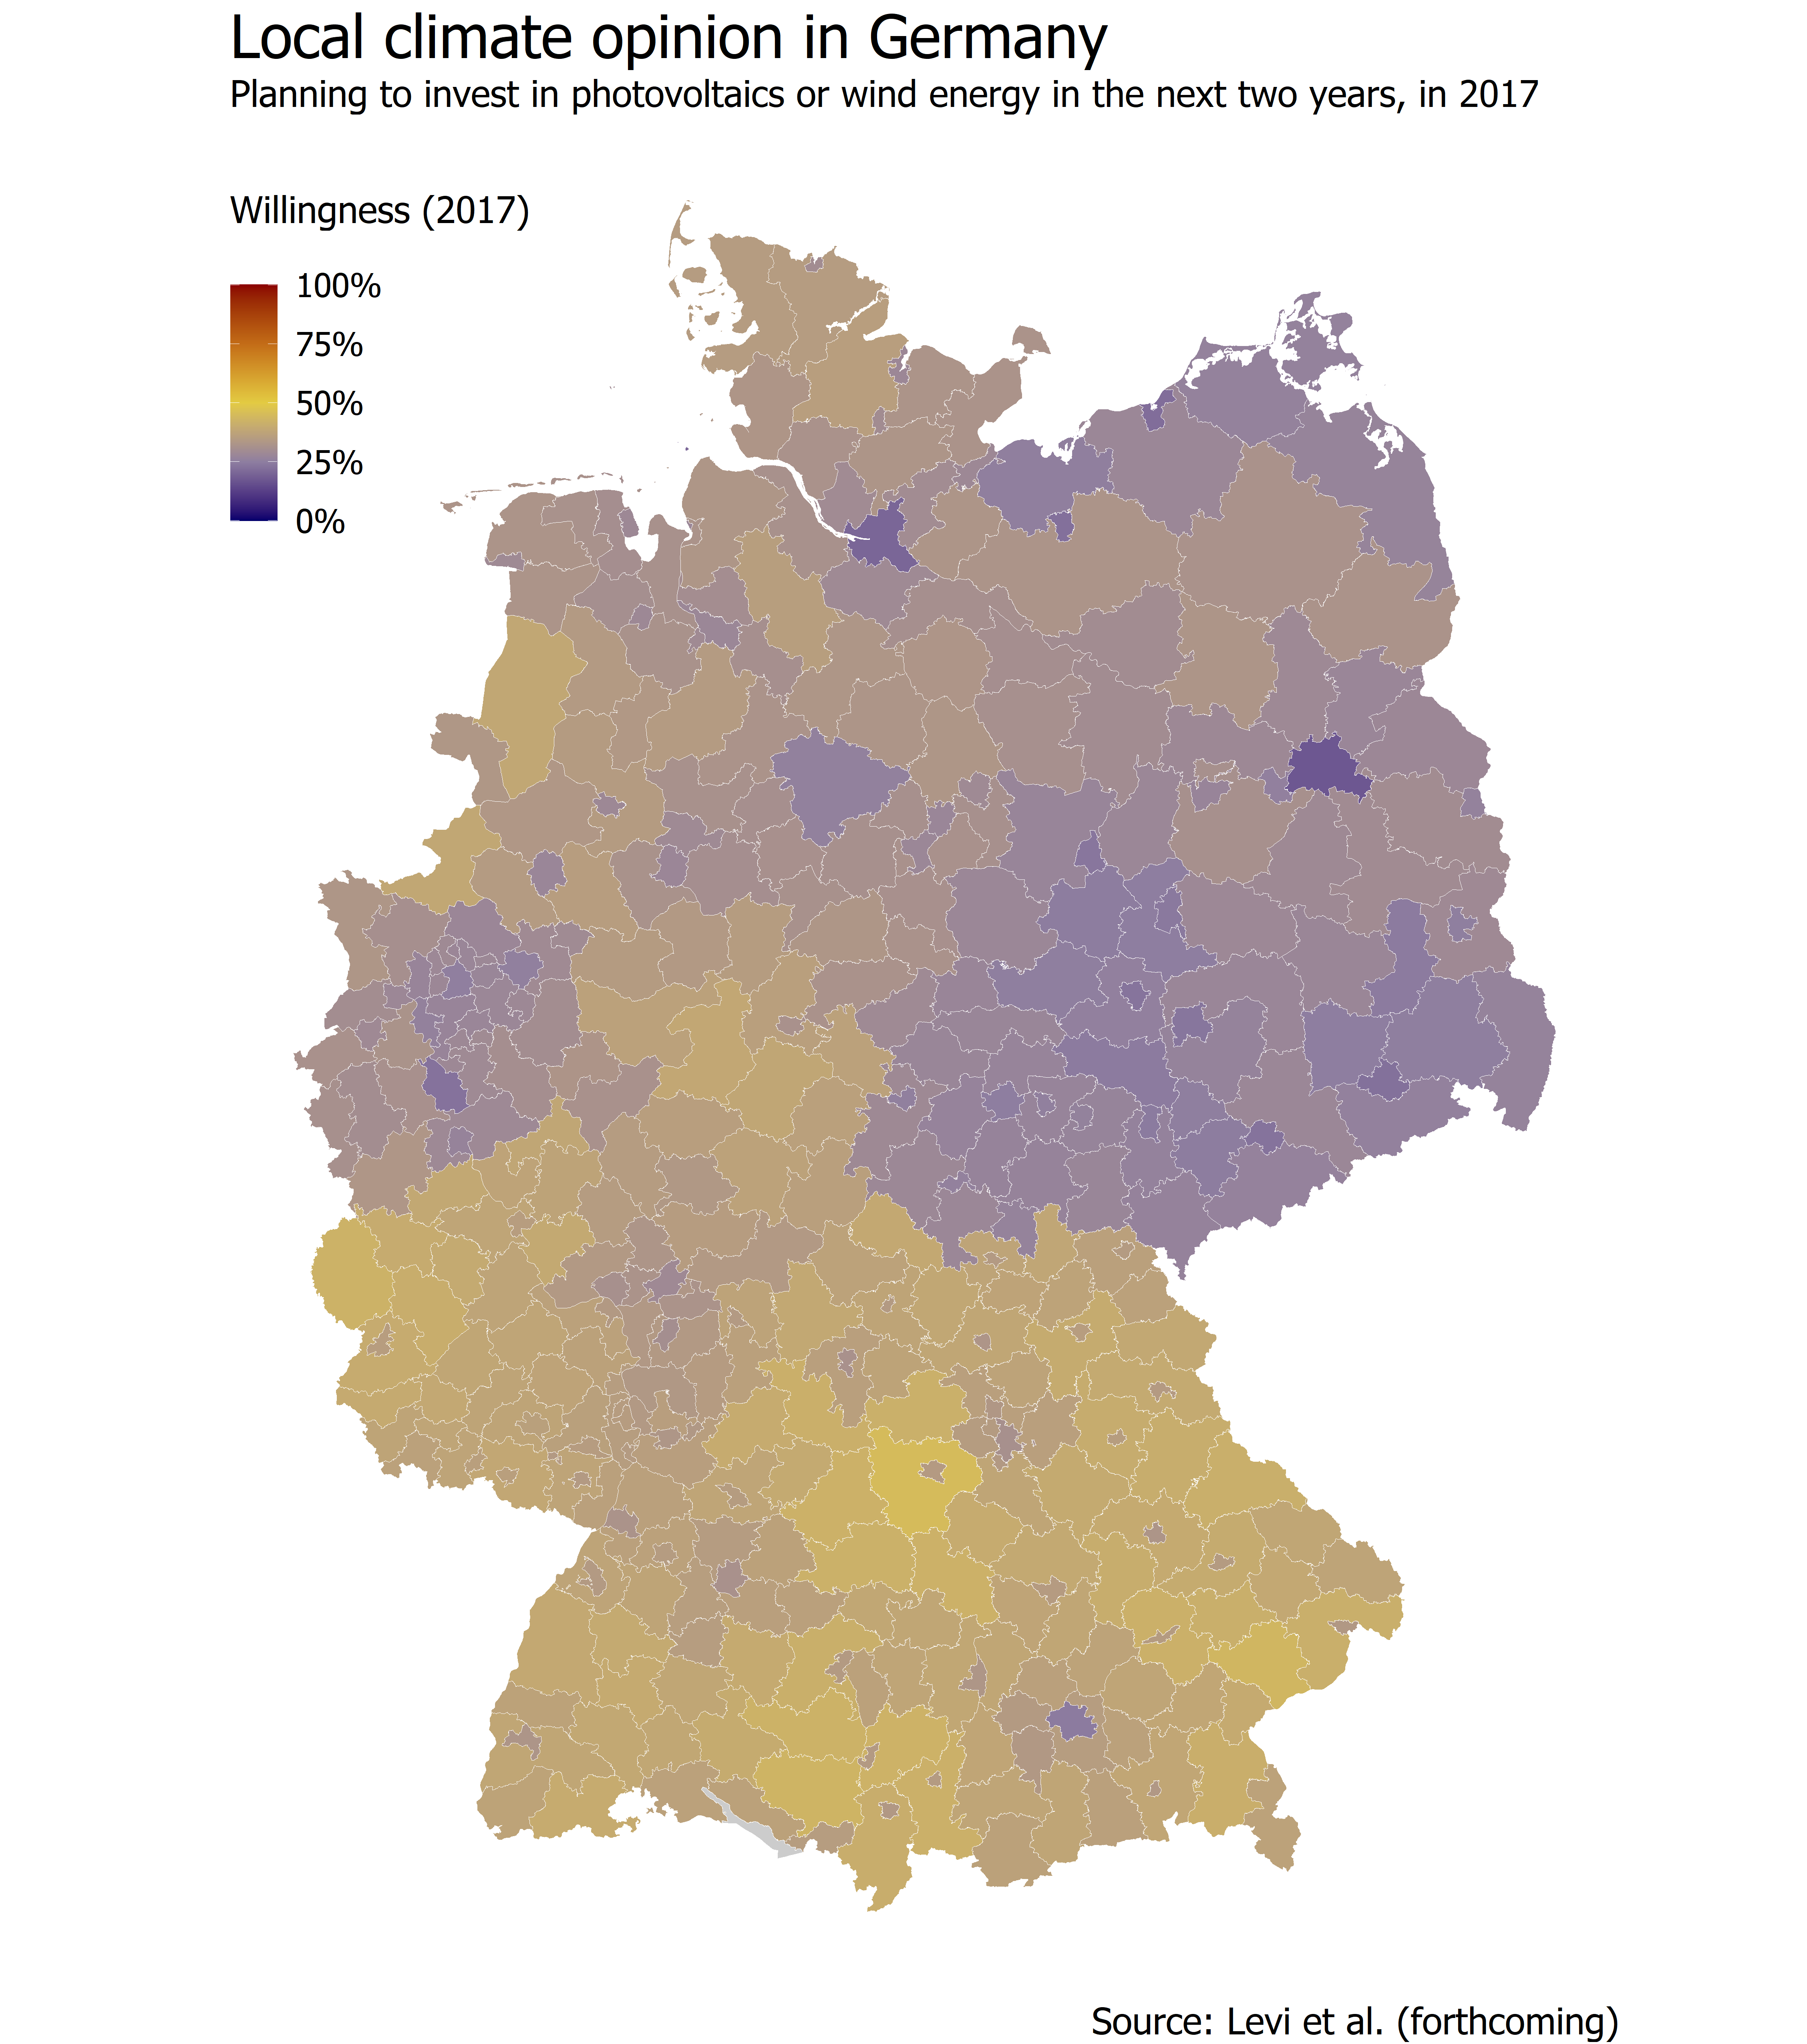 Local climate opinion in Germany
Planning to invest in photovoltaics or wind energy in the next two years, in 2017
Willingness (2017)
100%
75%
50%
25%
0%
Source: Levi et al. (forthcoming)